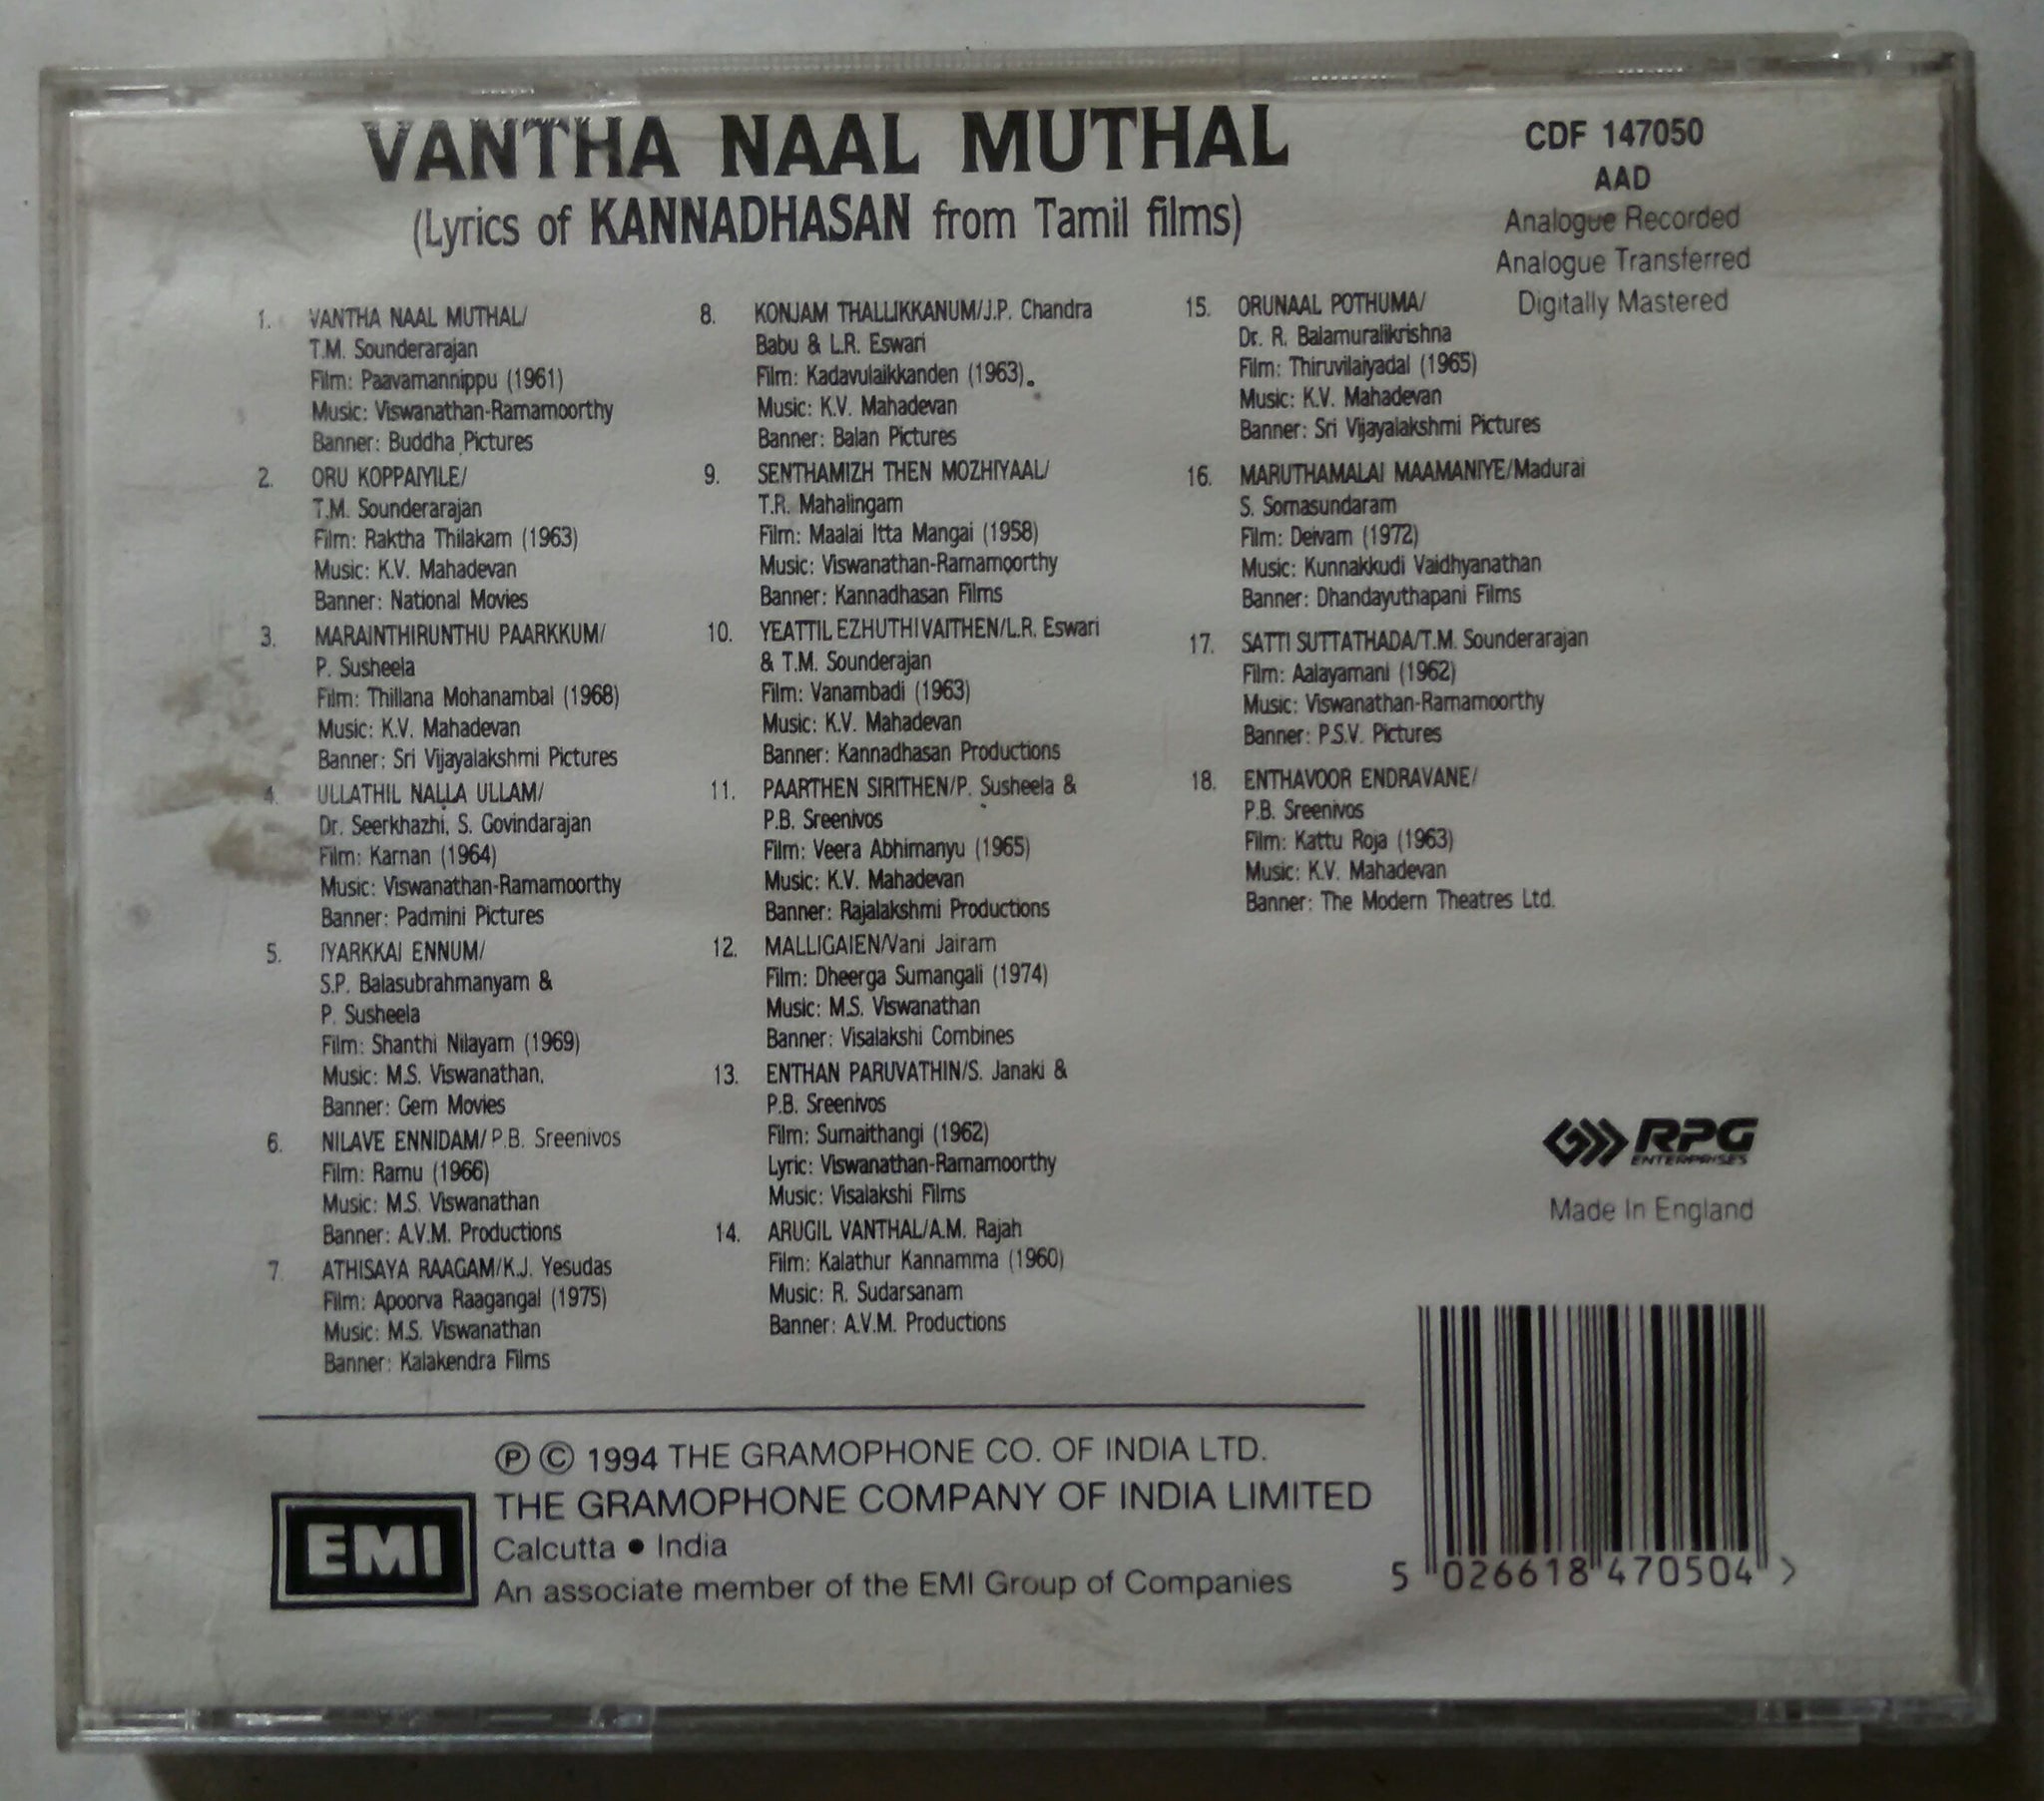 VANTHA NAAL MUTHAL
(Lyrics of KANNADHASAN from Tamil films)
CDF 147050
AAD
Analogue Recorded
Analogue Transferred
Digitally Mastered
1. VANTHA NAAL MUTHAL/
T.M. Sounderarajan
Film: Paavamannippu (1961)
Music: Viswanathan-Ramamoorthy
Banner: Buddha Pictures
2. ORU KOPPAIYILE/
T.M. Sounderarajan
Film: Raktha Thilakam (1963)
Music: K.V. Mahadevan
Banner: National Movies
3. MARAINTHIRUNTHU PAARKKUM/
P. Susheela
Film: Thillana Mohanambal (1968)
Music: K.V. Mahadevan
Banner: Sri Vijayalakshmi Pictures
4. ULLATHIL NALLA ULLAM/
Dr. Seerkhazhi, S. Govindarajan
Film: Karnan (1964)
Music: Viswanathan-Ramamoorthy
Banner: Padmini Pictures
5. IYARKKAI ENNUM/
S.P. Balasubrahmanyam &
P. Susheela
Film: Shanthi Nilayam (1969)
Music: M.S. Viswanathan.
Banner: Gem Movies
6. NILAVE ENNIDAM/P.B. Sreenivos
Film: Ramu (1966)
Music: M.S. Viswanathan
Banner: A.V.M. Productions
7. ATHISAYA RAAGAM/K.J. Yesudas
Film: Apoorva Raagangal (1975)
Music: M.S. Viswanathan
Banner: Kalakendra Films
8. KONJAM THALLIKKANUM/J.P. Chandra
Babu & L.R. Eswari
Film: Kadavulaikkanden (1963).
Music: K.V. Mahadevan
Banner: Balan Pictures
9. SENTHAMIZH THEN MOZHIYAAL/
T.R. Mahalingam
Film: Maalai Itta Mangai (1958)
Music: Viswanathan-Ramamoorthy
Banner: Kannadhasan Films
10. YEATTIL EZHUTHIVAITHEN/L.R. Eswari
& T.M. Sounderajan
Film: Vanambadi (1963)
Music: K.V. Mahadevan
Banner: Kannadhasan Productions
11. PAARTHEN SIRITHEN/P. Susheela &
P.B. Sreenivos
Film: Veera Abhimanyu (1965)
Music: K.V. Mahadevan
Banner: Rajalakshmi Productions
12. MALLIGAIEN/Vani Jairam
Film: Dheerga Sumangali (1974)
Music: M.S. Viswanathan
Banner: Visalakshi Combines
13. ENTHAN PARUVATHIN/S. Janaki &
P.B. Sreenivos
Film: Sumaithangi (1962)
Lyric: Viswanathan-Ramamoorthy
Music: Visalakshi Films
14. ARUGIL VANTHAL/A.M. Rajah
Film: Kalathur Kannamma (1960)
Music: R. Sudarsanam
Banner: A.V.M. Productions
15. ORUNAAL POTHUMA/
Dr. R. Balamuralikrishna
Film: Thiruvilaiyadal (1965)
Music: K.V. Mahadevan
Banner: Sri Vijayalakshmi Pictures
16. MARUTHAMALAI MAAMANIYE/Madurai
S. Somasundaram
Film: Deivam (1972)
Music: Kunnakkudi Vaidhyanathan
Banner: Dhandayuthapani Films
17. SATTI SUTTATHADA/T.M. Sounderarajan
Film: Aalayamani (1962)
Music: Viswanathan-Ramamoorthy
Banner: P.S.V. Pictures
18. ENTHAVOOR ENDRAVANE/
P.B. Sreenivos
Film: Kattu Roja (1963)
Music: K.V. Mahadevan
Banner: The Modern Theatres Ltd.
RPG
ENTERPRISES
Made In England
℗ © 1994 THE GRAMOPHONE CO. OF INDIA LTD.
THE GRAMOPHONE COMPANY OF INDIA LIMITED
Calcutta • India
An associate member of the EMI Group of Companies
EMI
5 026618 470504 >